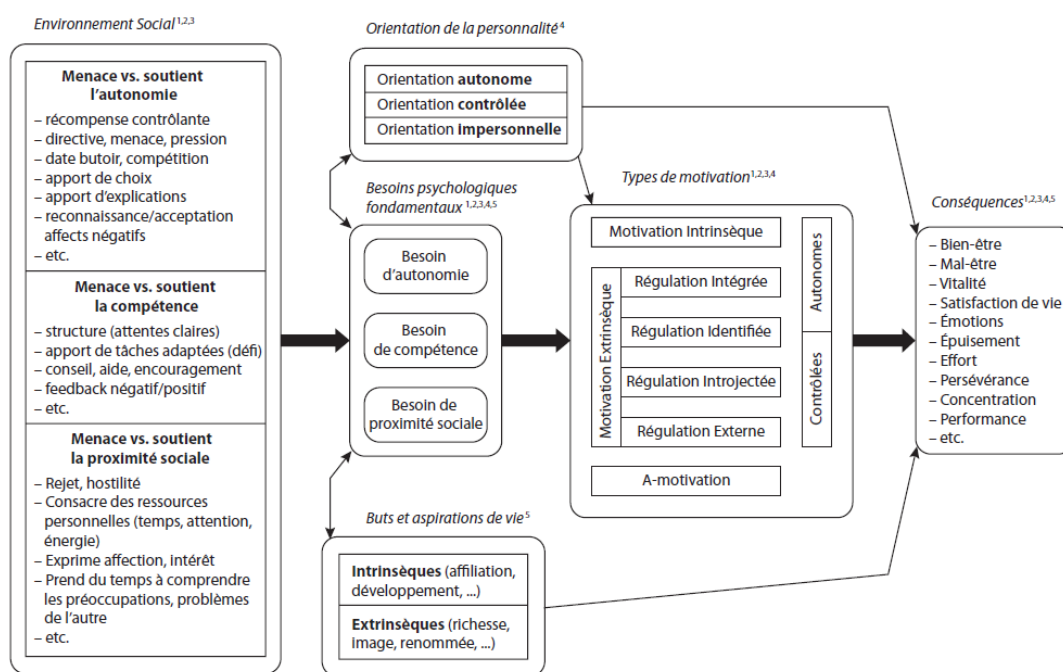 Environnement Social1,2,3
Menace vs. soutient
l'autonomie
– récompense contrôlante
– directive, menace, pression
– date butoir, compétition
– apport de choix
– apport d'explications
– reconnaissance/acceptation
affects négatifs
– etc.
Menace vs. soutient
la compétence
– structure (attentes claires)
– apport de tâches adaptées (défi)
– conseil, aide, encouragement
– feedback négatif/positif
– etc.
Menace vs. soutient
la proximité sociale
– Rejet, hostilité
– Consacre des ressources
personnelles (temps, attention,
énergie)
– Exprime affection, intérêt
– Prend du temps à comprendre
les préoccupations, problèmes
de l'autre
– etc.
Orientation de la personnalité4
Orientation autonome
Orientation contrôlée
Orientation impersonnelle
Besoins psychologiques
fondamentaux 1,2,3,4,5
Besoin
d'autonomie
Besoin
de compétence
Besoin de
proximité sociale
Buts et aspirations de vie5
Intrinsèques (affiliation,
développement, ...)
Extrinsèques (richesse,
image, renommée, ...)
Types de motivation1,2,3,4
Motivation Intrinsèque
Motivation Extrinsèque
Régulation Intégrée
Régulation Identifiée
Régulation Introjectée
Régulation Externe
A-motivation
Autonomes
Contrôlées
Conséquences1,2,3,4,5
– Bien-être
– Mal-être
– Vitalité
– Satisfaction de vie
– Émotions
– Épuisement
– Effort
– Persévérance
– Concentration
– Performance
– etc.